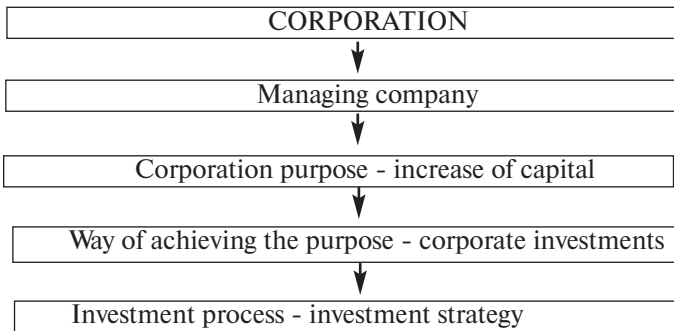 CORPORATION
Managing company
Corporation purpose - increase of capital
Way of achieving the purpose - corporate investments
Investment process - investment strategy